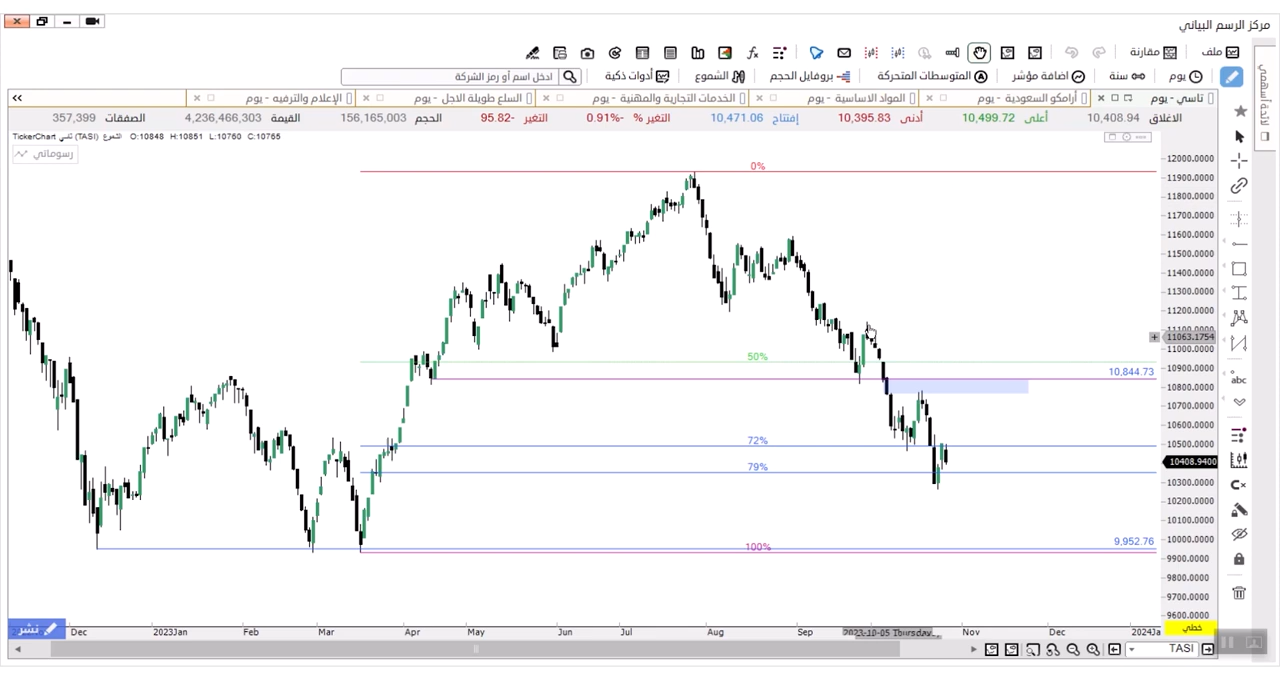 مركز الرسم البياني
ملف مقارنة
ادخل اسم أو رمز الشركة أدوات ذكية الشموع بروفايل الحجم المتوسطات المتحركة اضافة مؤشر سنة يوم
تاسي - يوم أرامكو السعودية - يوم المواد الاساسية - يوم الخدمات التجارية والمهنية - يوم السلع طويلة الاجل - يوم الإعلام والترفيه - يوم
الاغلاق 10,408.94 أعلى 10,499.72 أدنى 10,395.83 إفتتاح 10,471.06 التغير % -0.91% التغير -95.82 الحجم 156,165,003 القيمة 4,236,466,303 الصفقات 357,399
O:10848 H:10851 L:10760 C:10765
رسوماتي
0%
50%
72%
79%
100%
10,844.73
9,952.76
12000.0000
11900.0000
11800.0000
11700.0000
11600.0000
11500.0000
11400.0000
11300.0000
11200.0000
11063.1754
11000.0000
10900.0000
10800.0000
10700.0000
10600.0000
10500.0000
10408.9400
10300.0000
10200.0000
10100.0000
10000.0000
9900.0000
9800.0000
9700.0000
9600.0000
abc
لائحة أسهمي
نشر
Dec 2023Jan Feb Mar Apr May Jun Jul Aug Sep 2023-10-05 Thursday Nov Dec 2024Ja
خطي
TASI